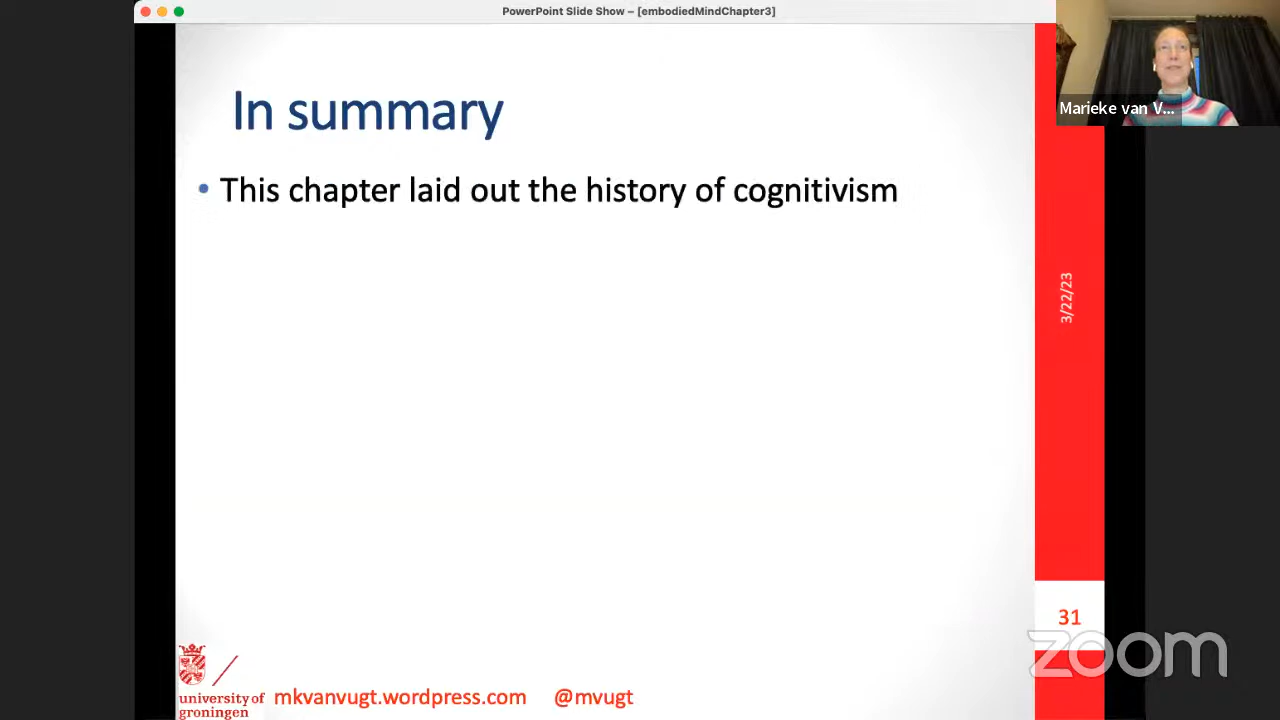 PowerPoint Slide Show – [embodiedMindChapter3]
Marieke van V...
In summary
• This chapter laid out the history of cognitivism
3/22/23
31
zoom
university of
groningen
mkvanvugt.wordpress.com @mvugt